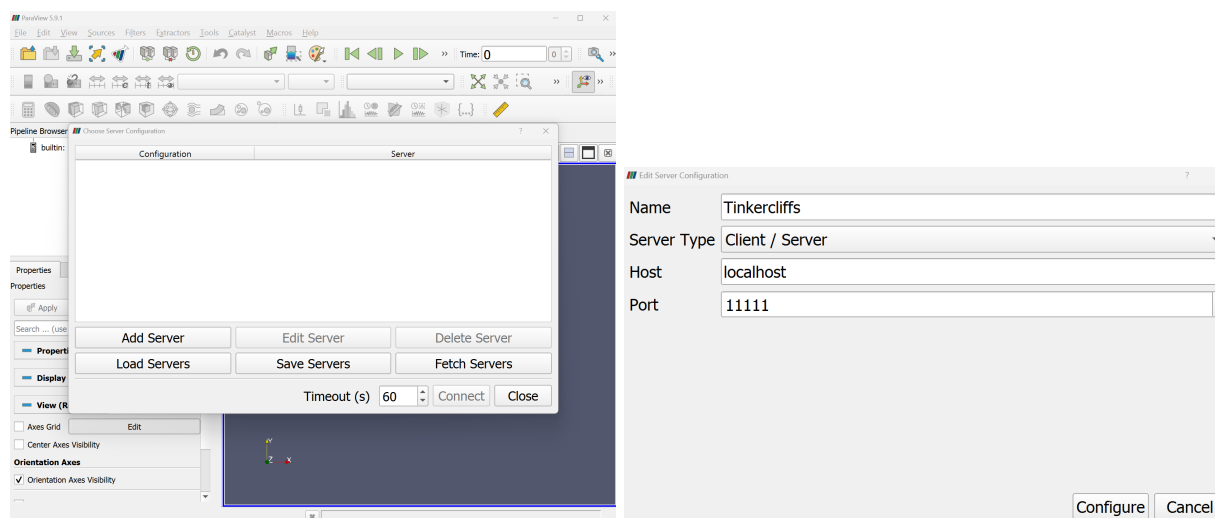 ParaView 5.9.1
File Edit View Sources Filters Extractors Tools Catalyst Macros Help
Time: 0 0
Pipeline Browser
builtin:
Choose Server Configuration ?
Configuration Server
Add Server Edit Server Delete Server
Load Servers Save Servers Fetch Servers
Timeout (s) 60 Connect Close
Properties
Properties
Apply
Search ... (use
Properti
Display
View (R
Axes Grid Edit
Center Axes Visibility
Orientation Axes
Orientation Axes Visibility
Y
Z X
Edit Server Configuration ?
Name Tinkercliffs
Server Type Client / Server
Host localhost
Port 11111
Configure Cancel